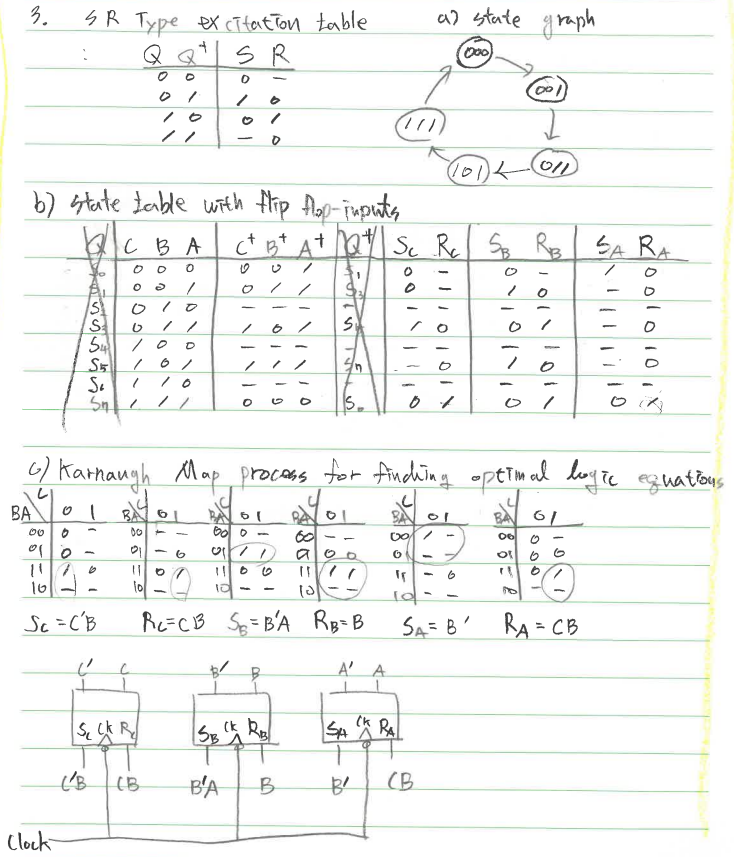 3. SR Type excitation table
a) state graph
: Q Q+ S R
0 0 0 -
0 1 1 0
1 0 0 1
1 1 - 0
000
001
111
101
011
b) state table with flip flop-inputs
Q C B A C+ B+ A+ Q+ Sc Rc SB RB SA RA
S0 0 0 0 0 0 1 S1 0 - 0 - 1 0
S1 0 0 1 0 1 1 S3 0 - 1 0 - 0
S2 0 1 0 - - - - - - - - - -
S3 0 1 1 1 0 1 1 0 0 1 - 0
S4 1 0 0 - - - - - - - - - -
S5 1 0 1 1 1 1 S7 - 0 1 0 - 0
S6 1 1 0 - - - - - - - - - -
S7 1 1 1 0 0 0 S0 0 1 0 1 0 1
c) Karnaugh Map process for finding optimal logic equations
C C C C C C
BA 0 1 BA 0 1 BA 0 1 BA 0 1 BA 0 1 BA 0 1
00 0 - 00 - - 00 0 - 00 - - 00 1 - 00 0 -
01 0 - 01 - 0 01 1 1 01 0 0 01 - - 01 0 0
11 1 0 11 0 1 11 0 0 11 1 1 11 - 0 11 0 1
10 - - 10 - - 10 - - 10 - - 10 - - 10 - -
Sc = C'B Rc = CB SB = B'A RB = B SA = B' RA = CB
C' C B' B A' A
Sc Ck Rc SB Ck RB SA Ck RA
C'B CB B'A B B' CB
Clock